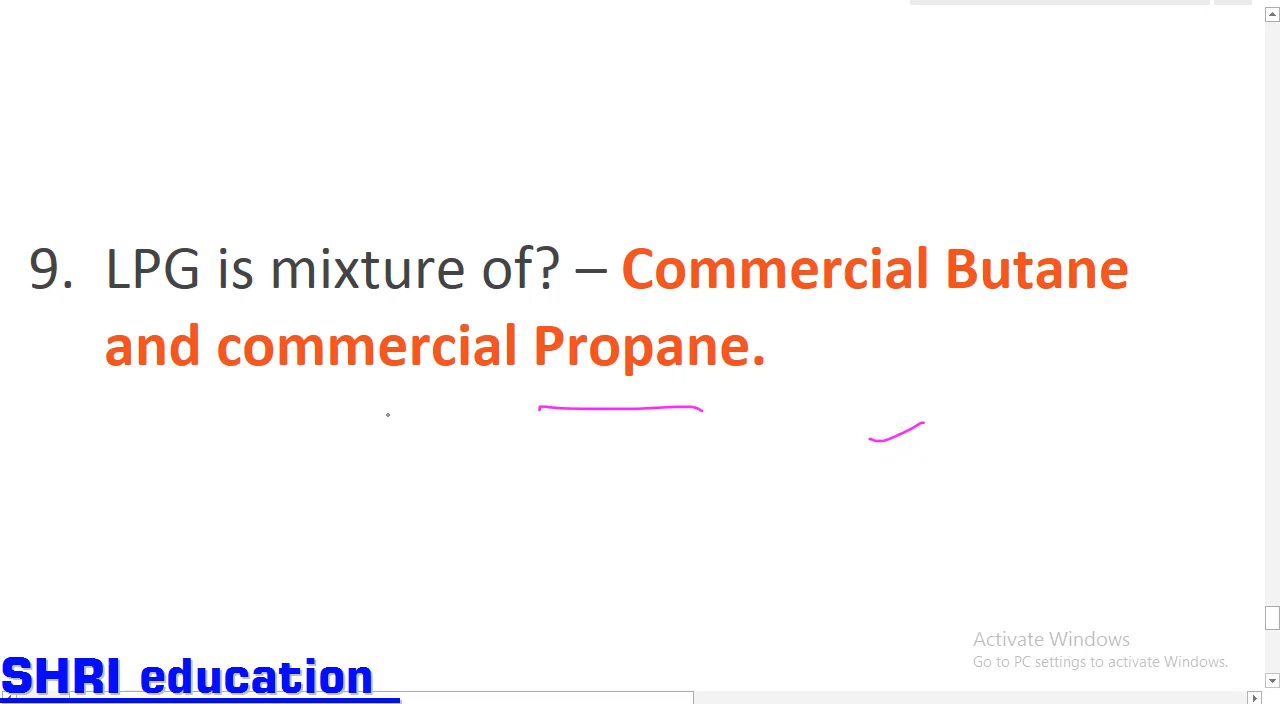 9. LPG is mixture of? – Commercial Butane
and commercial Propane.
Activate Windows
Go to PC settings to activate Windows.
SHRI education